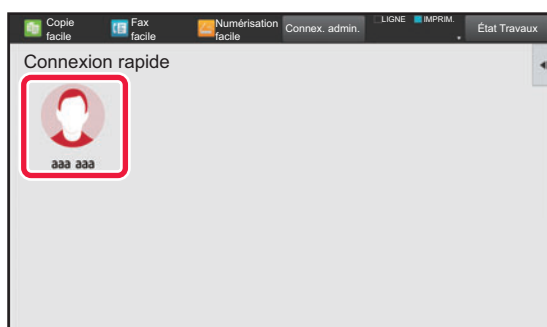 Copie
facile
Fax
facile
Numérisation
facile
Connex. admin.
LIGNE
IMPRIM.
État Travaux
Connexion rapide
aaa aaa